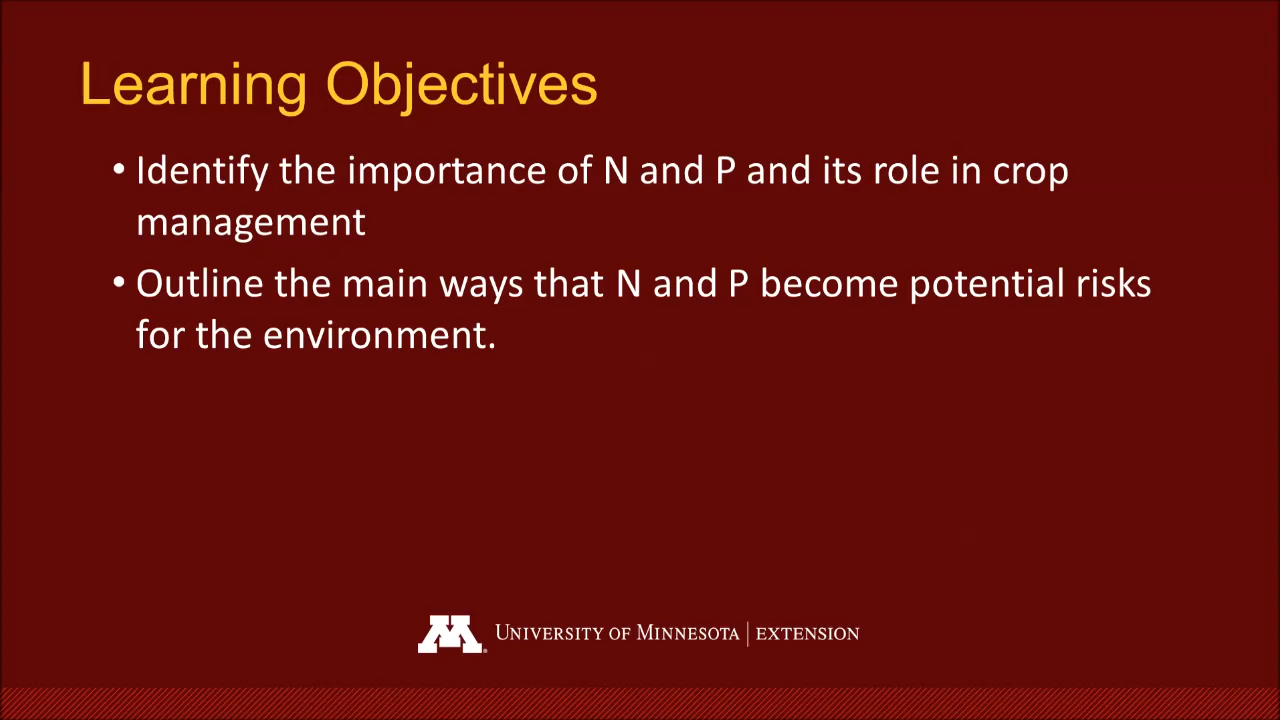 Learning Objectives
• Identify the importance of N and P and its role in crop
management
• Outline the main ways that N and P become potential risks
for the environment.
M UNIVERSITY OF MINNESOTA | EXTENSION